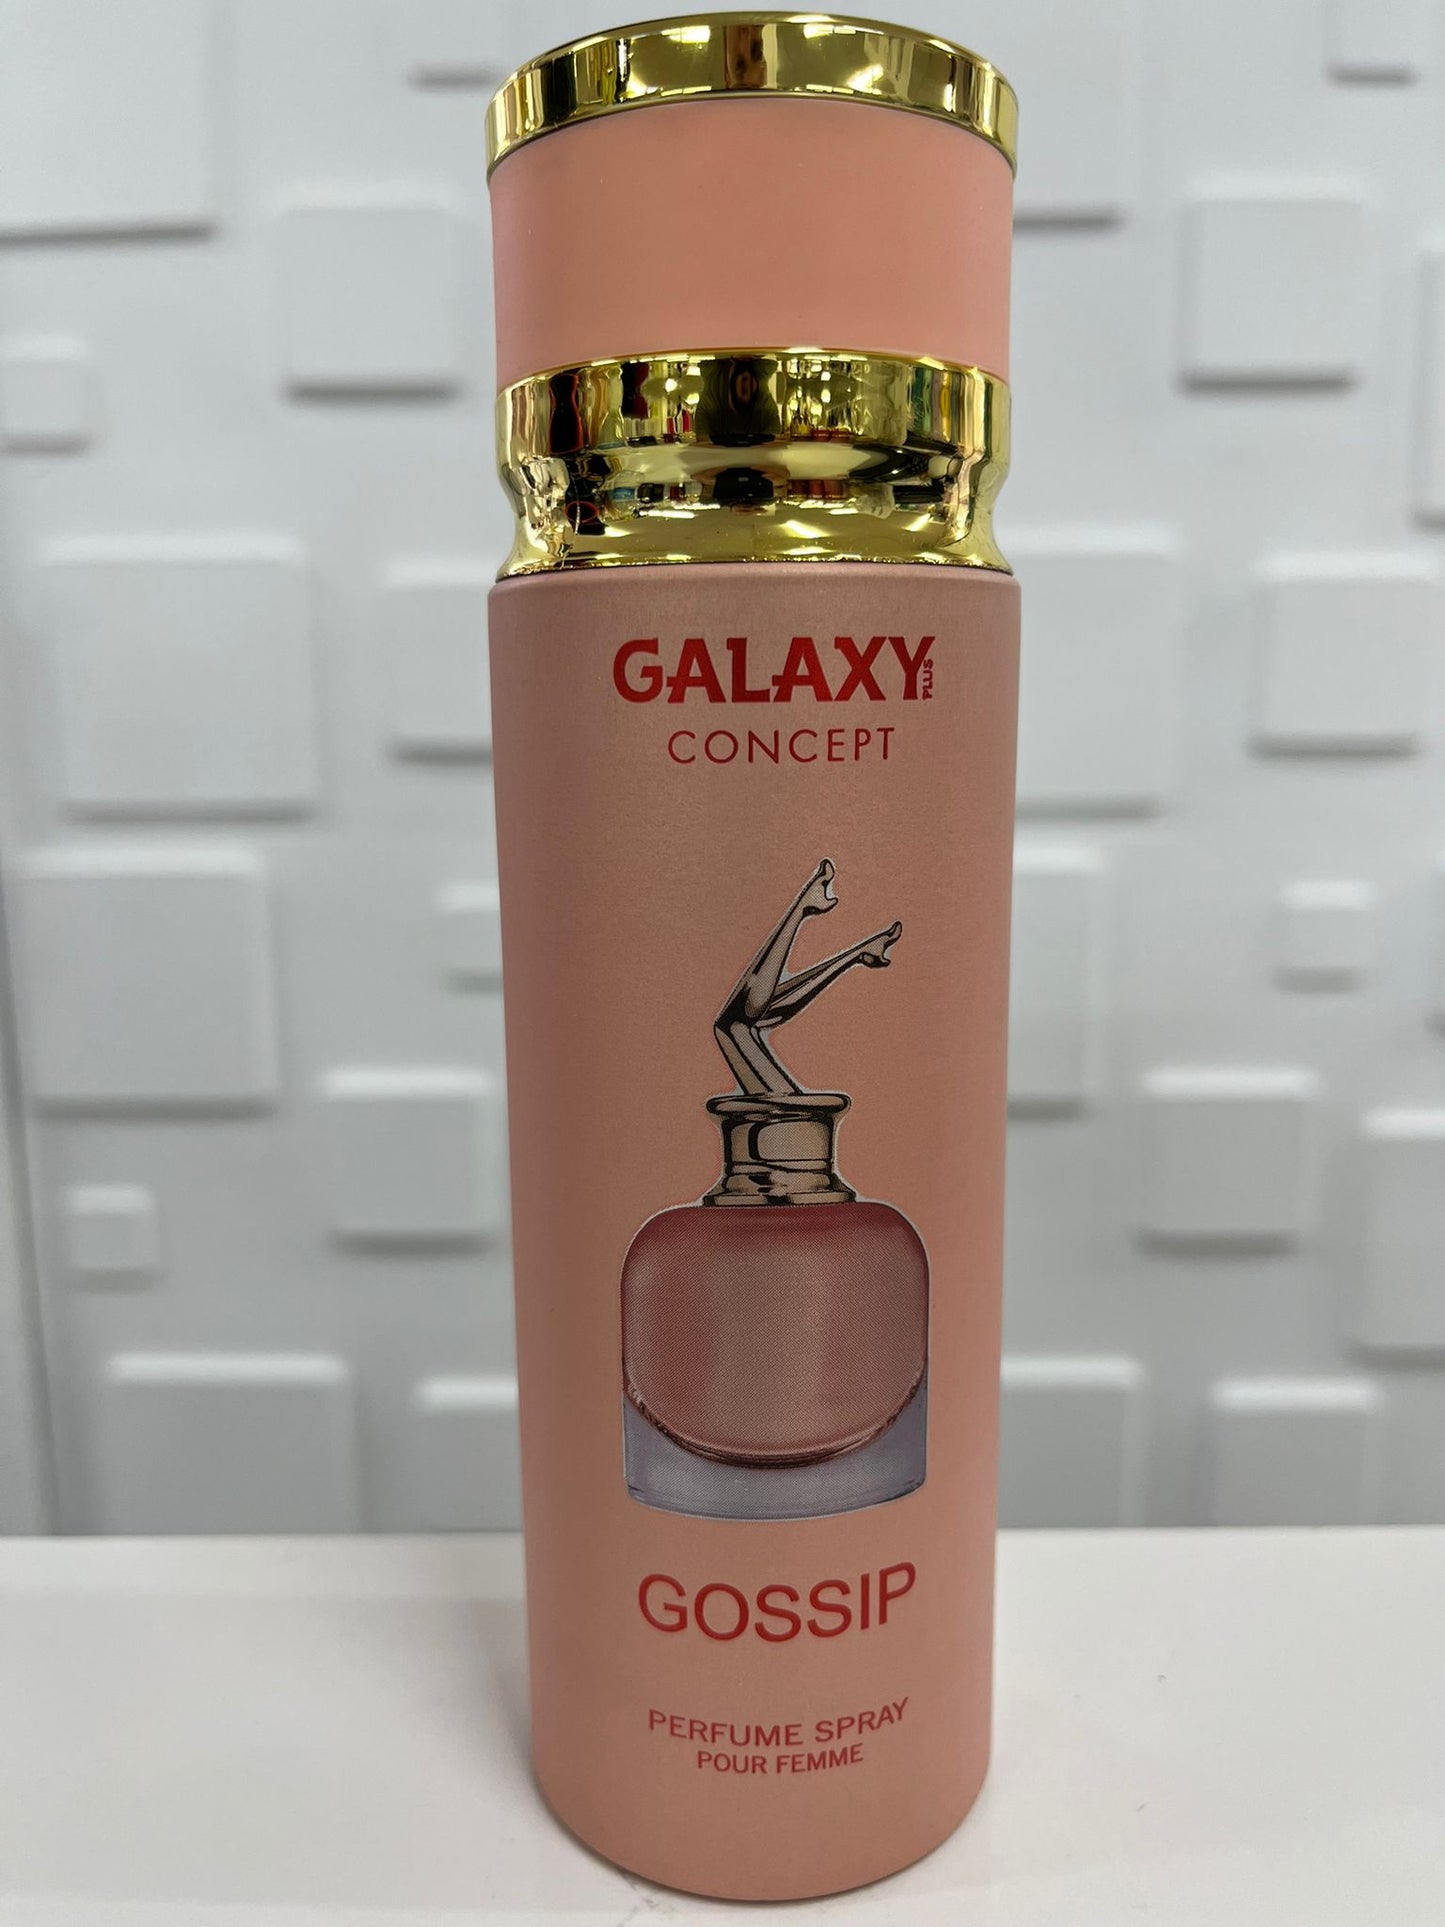 GALAXY PLUS
CONCEPT
GOSSIP
PERFUME SPRAY
POUR FEMME